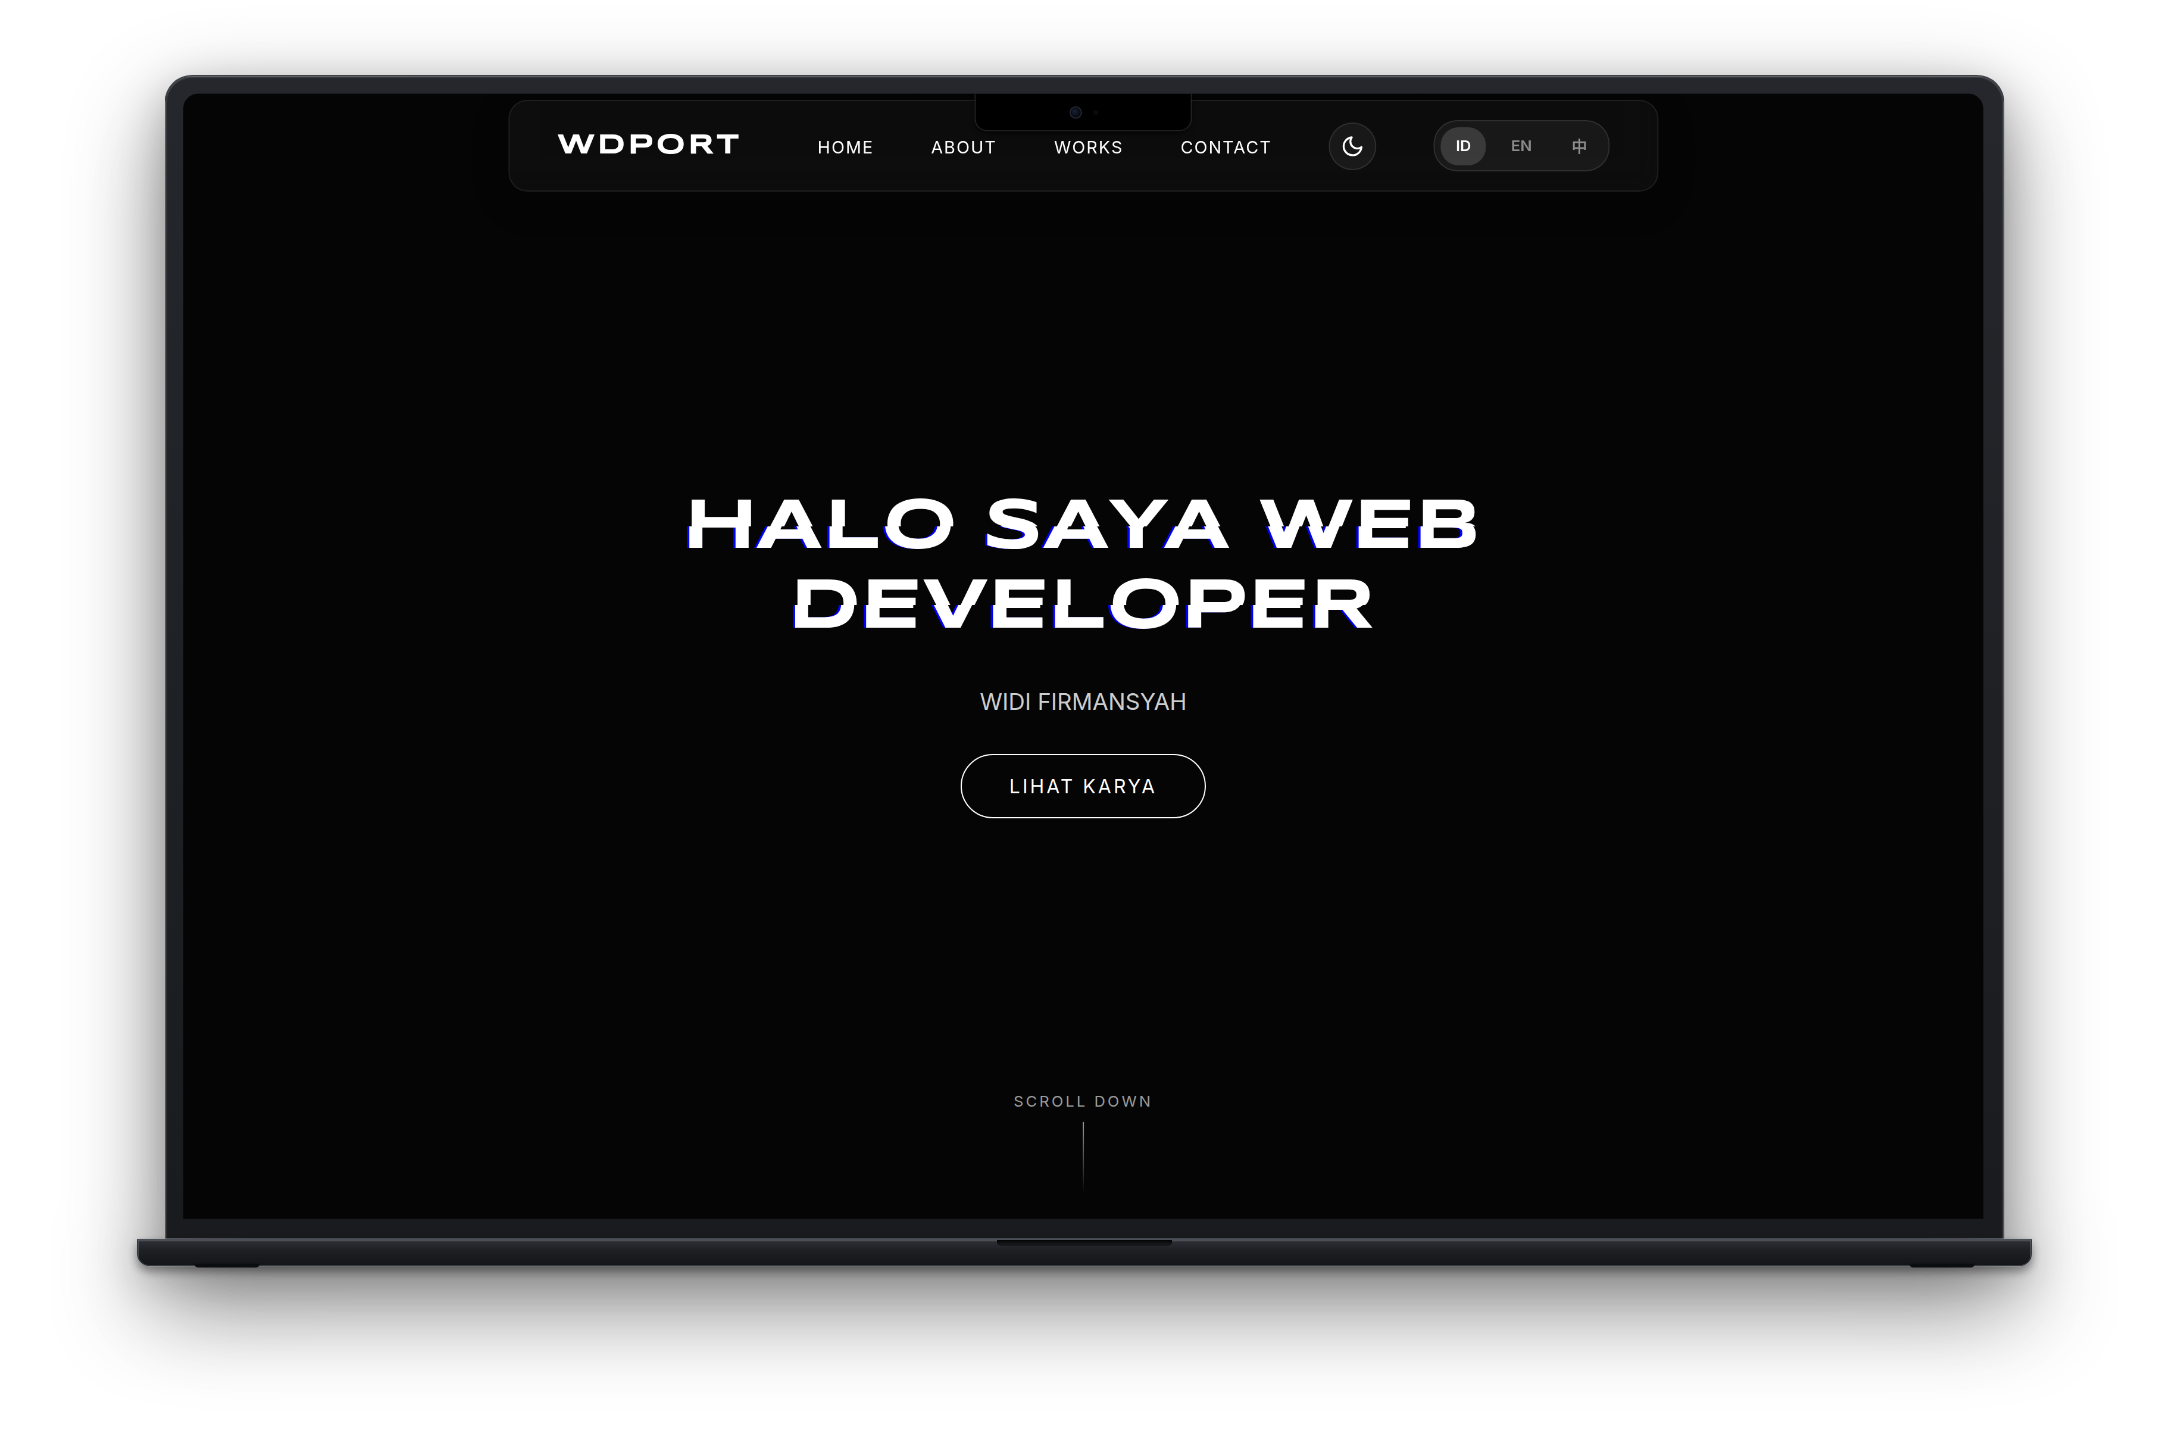 WDPORT
HOME ABOUT WORKS CONTACT
ID EN 中
HALO SAYA WEB
DEVELOPER
WIDI FIRMANSYAH
LIHAT KARYA
SCROLL DOWN